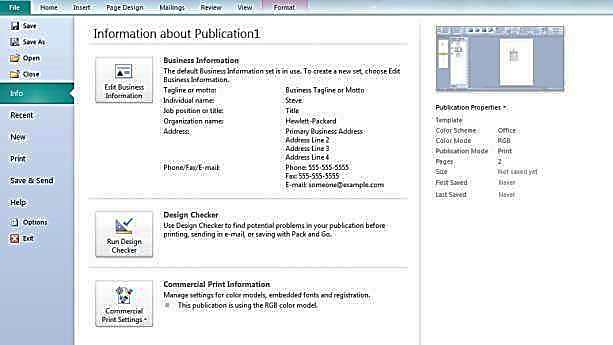 File Home Insert Page Design Mailings Review View Format
Save
Save As
Open
Close
Info
Recent
New
Print
Save & Send
Help
Options
Exit
Information about Publication1
Edit Business
Information
Business Information
The default Business Information set is in use. To create a new set, choose Edit
Business Information.
Tagline or motto: Business Tagline or Motto
Individual name: Steve
Job position or title: Title
Organization name: Hewlett-Packard
Address: Primary Business Address
Address Line 2
Address Line 3
Address Line 4
Phone/Fax/E-mail: Phone: 555-555-5555
Fax: 555-555-5555
E-mail: someone@example.com
Run Design
Checker
Design Checker
Use Design Checker to find potential problems in your publication before
printing, sending in e-mail, or saving with Pack and Go.
Commercial
Print Settings
Commercial Print Information
Manage settings for color models, embedded fonts and registration.
This publication is using the RGB color model.
Publication Properties
Template
Color Scheme Office
Color Mode RGB
Publication Mode Print
Pages 2
Size Not saved yet
First Saved Never
Last Saved Never